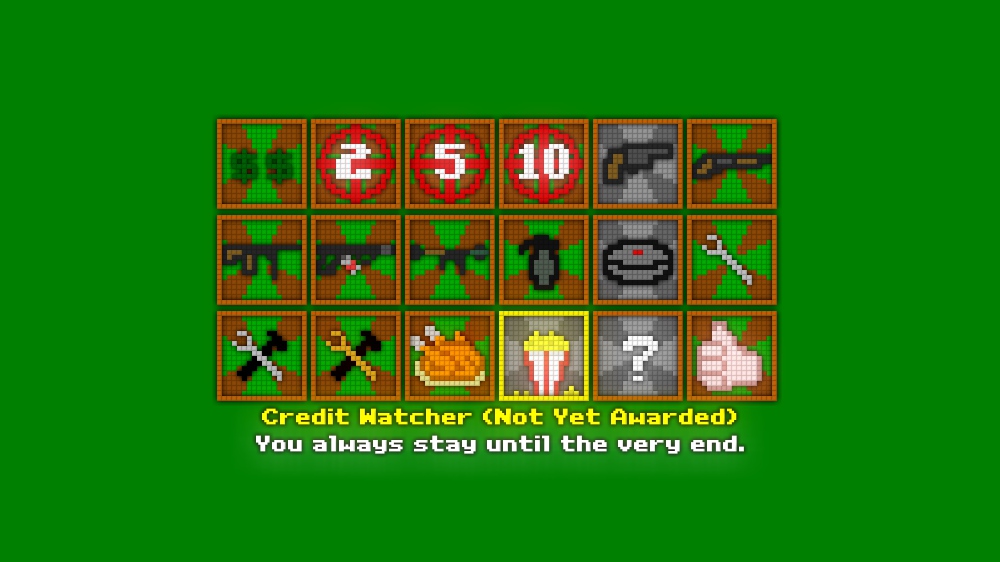 $ $ 2 5 10
?
Credit Watcher (Not Yet Awarded)
You always stay until the very end.